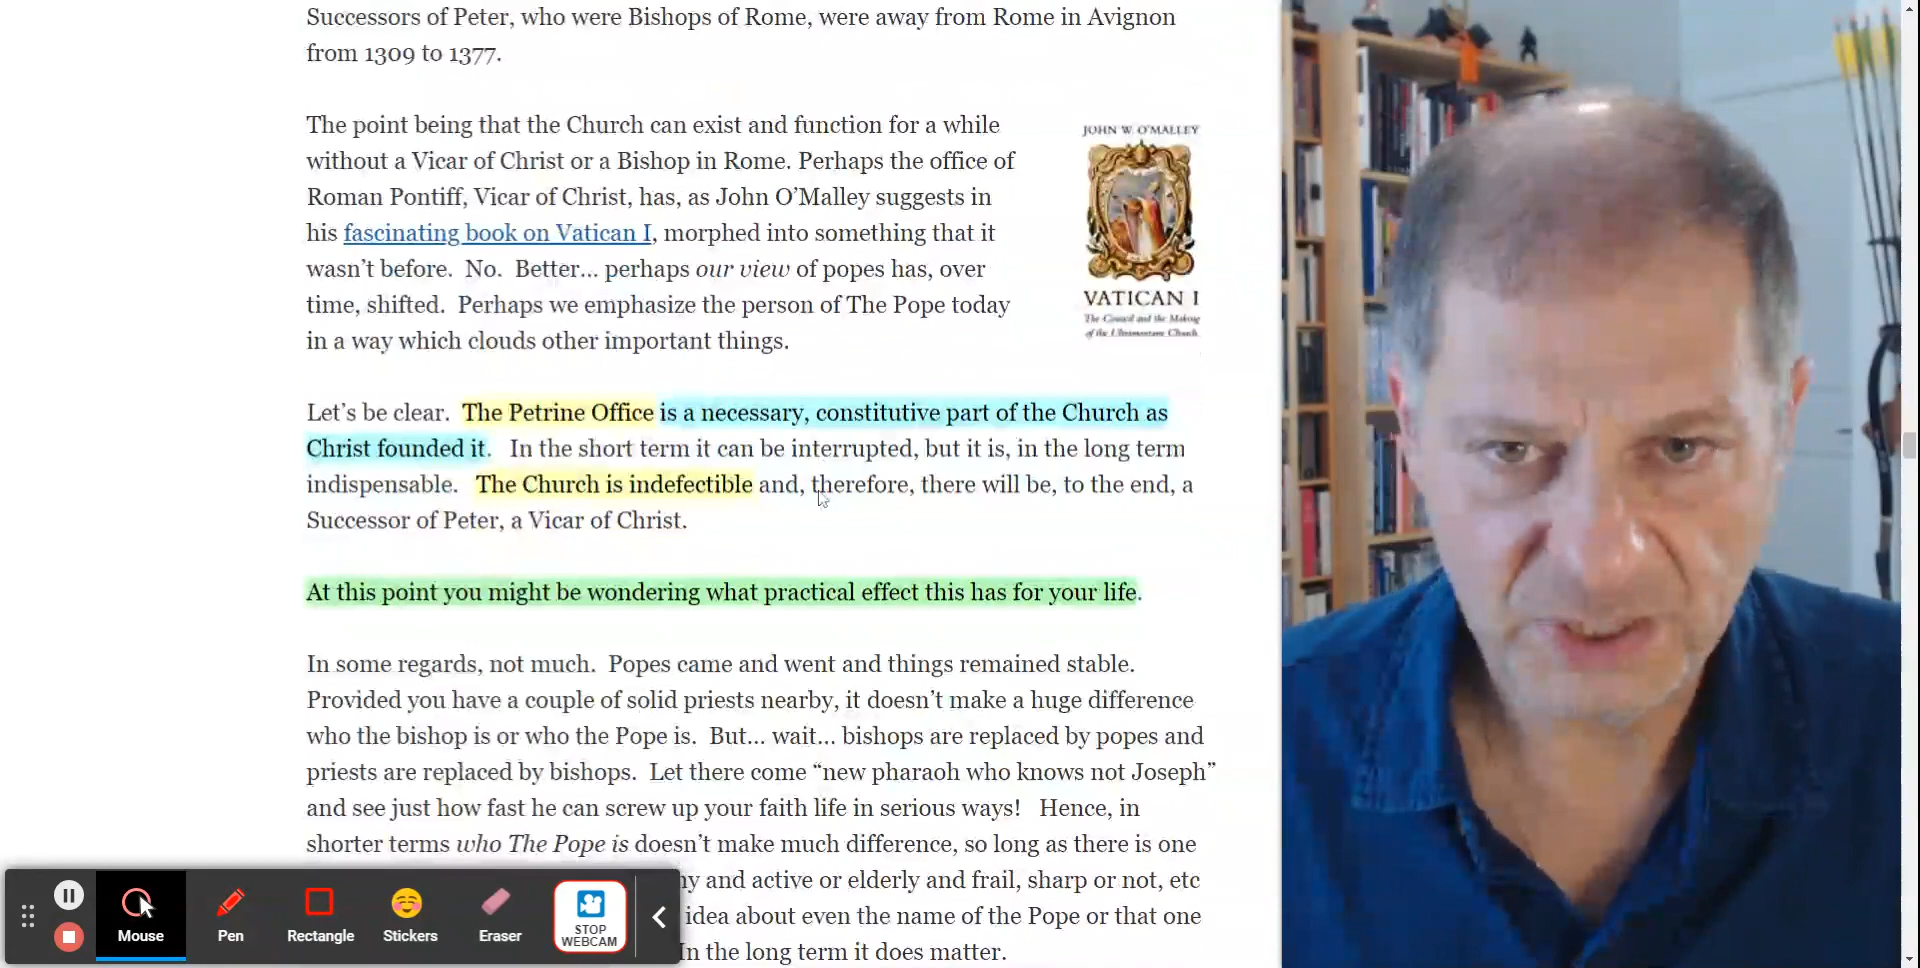 Successors of Peter, who were Bishops of Rome, were away from Rome in Avignon
from 1309 to 1377.
The point being that the Church can exist and function for a while
without a Vicar of Christ or a Bishop in Rome. Perhaps the office of
Roman Pontiff, Vicar of Christ, has, as John O’Malley suggests in
his fascinating book on Vatican I, morphed into something that it
wasn’t before. No. Better… perhaps our view of popes has, over
time, shifted. Perhaps we emphasize the person of The Pope today
in a way which clouds other important things.
JOHN W. O'MALLEY
VATICAN I
The Council and the Making
of the Ultramontane Church
Let’s be clear. The Petrine Office is a necessary, constitutive part of the Church as
Christ founded it. In the short term it can be interrupted, but it is, in the long term
indispensable. The Church is indefectible and, therefore, there will be, to the end, a
Successor of Peter, a Vicar of Christ.
At this point you might be wondering what practical effect this has for your life.
In some regards, not much. Popes came and went and things remained stable.
Provided you have a couple of solid priests nearby, it doesn’t make a huge difference
who the bishop is or who the Pope is. But… wait… bishops are replaced by popes and
priests are replaced by bishops. Let there come “new pharaoh who knows not Joseph”
and see just how fast he can screw up your faith life in serious ways! Hence, in
shorter terms who The Pope is doesn’t make much difference, so long as there is one
and active or elderly and frail, sharp or not, etc
idea about even the name of the Pope or that one
In the long term it does matter.
Mouse
Pen
Rectangle
Stickers
Eraser
STOP
WEBCAM